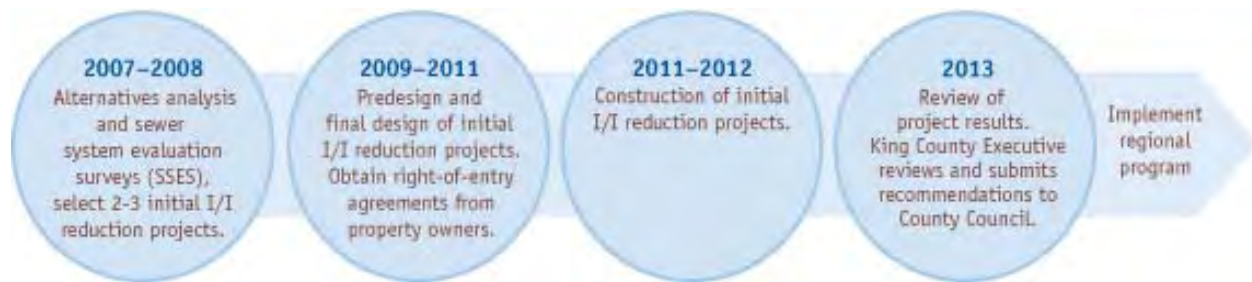 2007–2008
Alternatives analysis
and sewer
system evaluation
surveys (SSES),
select 2-3 initial I/I
reduction projects.
2009–2011
Predesign and
final design of initial
I/I reduction projects.
Obtain right-of-entry
agreements from
property owners.
2011–2012
Construction of initial
I/I reduction projects.
2013
Review of
project results.
King County Executive
reviews and submits
recommendations to
County Council.
Implement
regional
program